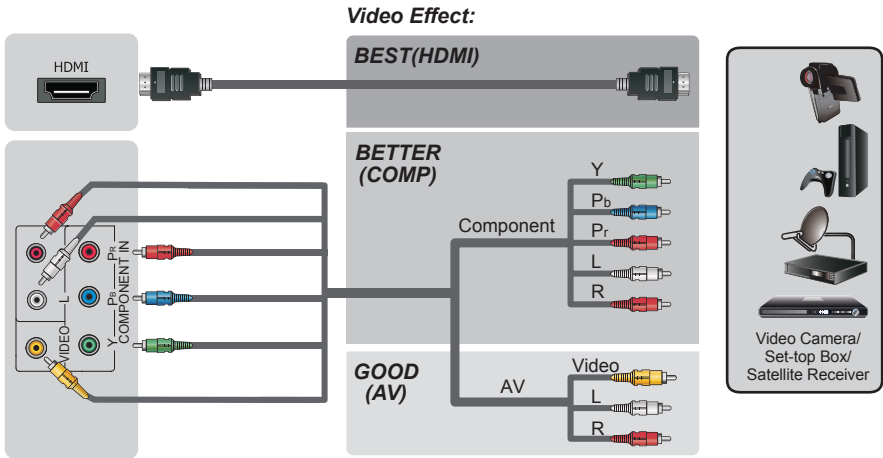 Video Effect:
HDMI
BEST(HDMI)
BETTER
(COMP)
Component
Y
Pb
Pr
L
R
PR
PB
Y
COMPONENT IN
L
VIDEO
GOOD
(AV)
AV
Video
L
R
Video Camera/
Set-top Box/
Satellite Receiver